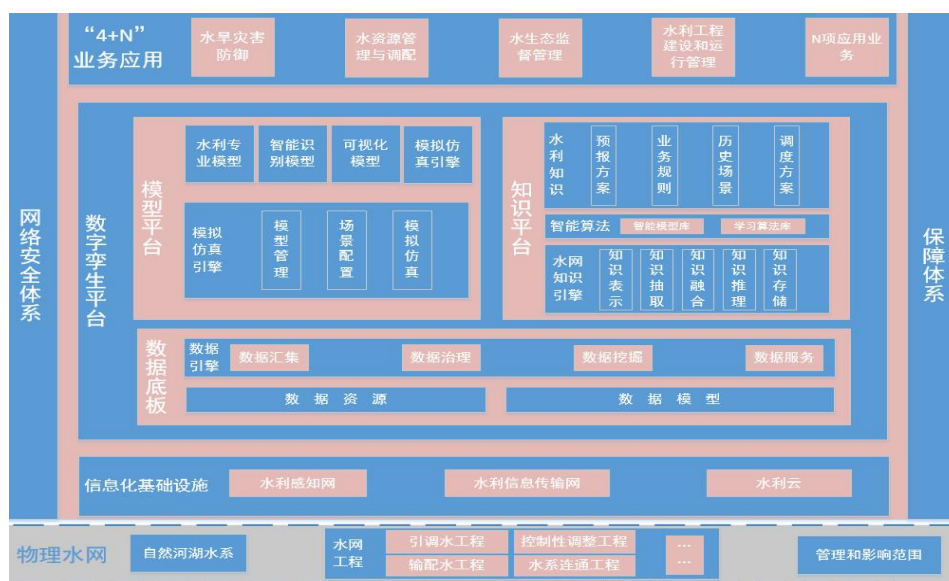 “4+N”
业务应用
水旱灾害
防御
水资源管
理与调配
水生态监
督管理
水利工程
建设和运
行管理
N项应用业
务
网络安全体系
保障体系
数字孪生平台
模型平台
水利专
业模型
智能识
别模型
可视化
模型
模拟仿
真引擎
模拟
仿真
引擎
模型管理
场景配置
模拟仿真
知识平台
水利知识
预报方案
业务规则
历史场景
调度方案
智能算法
智能模型库
学习算法库
水网
知识
引擎
知识表示
知识抽取
知识融合
知识推理
知识存储
数据底板
数据
引擎
数据汇集
数据治理
数据挖掘
数据服务
数据资源
数据模型
信息化基础设施
水利感知网
水利信息传输网
水利云
物理水网
自然河湖水系
水网
工程
引调水工程
控制性调整工程
...
输配水工程
水系连通工程
...
管理和影响范围